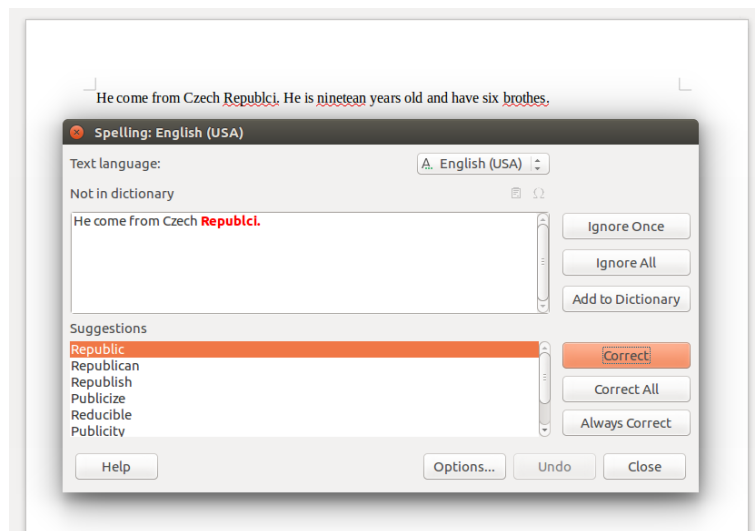 He come from Czech Republci. He is ninetean years old and have six brothes.
Spelling: English (USA)
Text language:
English (USA)
Not in dictionary
He come from Czech Republci.
Ignore Once
Ignore All
Add to Dictionary
Suggestions
Republic
Republican
Republish
Publicize
Reducible
Publicity
Correct
Correct All
Always Correct
Help
Options...
Undo
Close